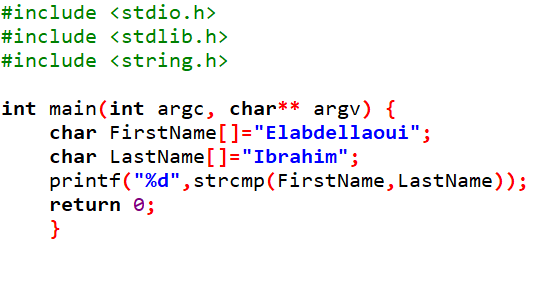 #include <stdio.h>
#include <stdlib.h>
#include <string.h>
int main(int argc, char** argv) {
char FirstName[]="Elabdellaoui";
char LastName[]="Ibrahim";
printf("%d",strcmp(FirstName,LastName));
return 0;
}